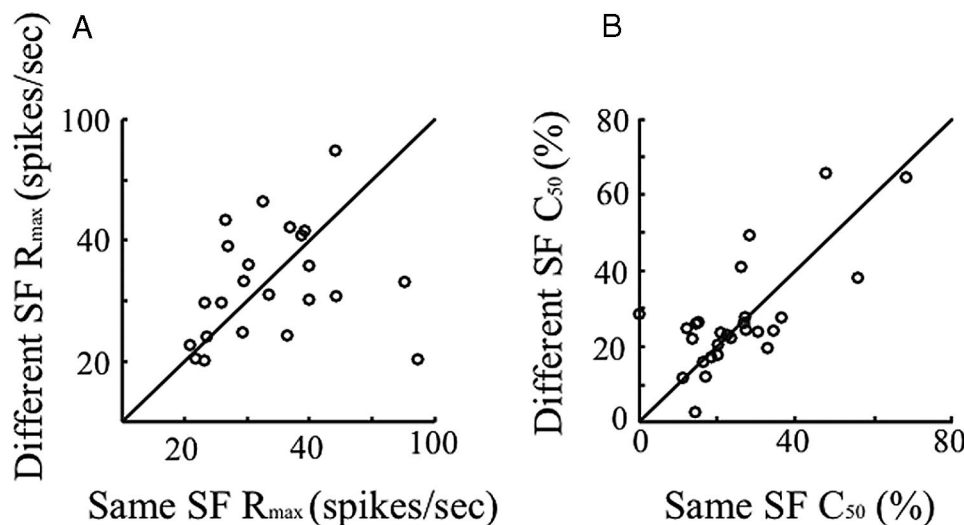 A
Different SF Rmax (spikes/sec)
100
40
20
20
40
100
Same SF Rmax (spikes/sec)
B
Different SF C50 (%)
80
60
40
20
0
0
40
80
Same SF C50 (%)